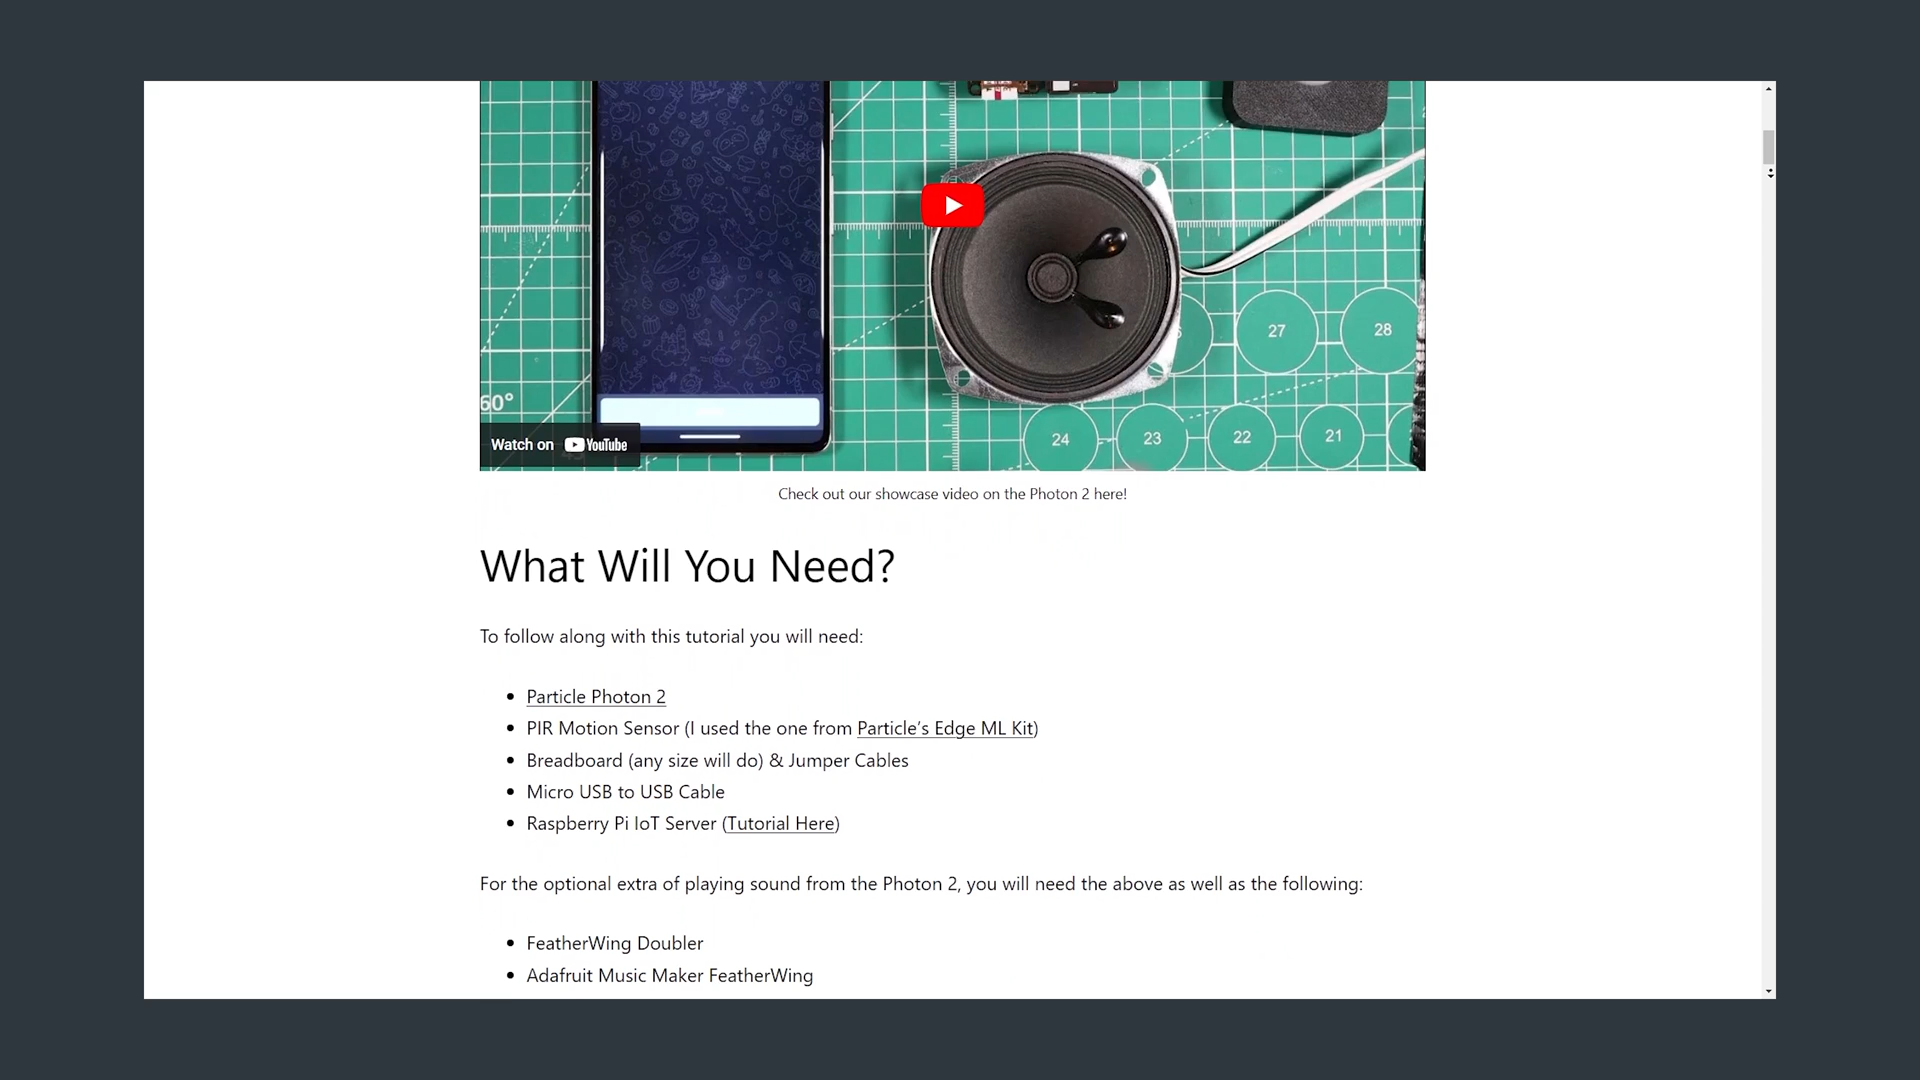 27
28
60°
24
23
22
21
Watch on YouTube
Check out our showcase video on the Photon 2 here!
What Will You Need?
To follow along with this tutorial you will need:
• Particle Photon 2
• PIR Motion Sensor (I used the one from Particle’s Edge ML Kit)
• Breadboard (any size will do) & Jumper Cables
• Micro USB to USB Cable
• Raspberry Pi IoT Server (Tutorial Here)
For the optional extra of playing sound from the Photon 2, you will need the above as well as the following:
• FeatherWing Doubler
• Adafruit Music Maker FeatherWing